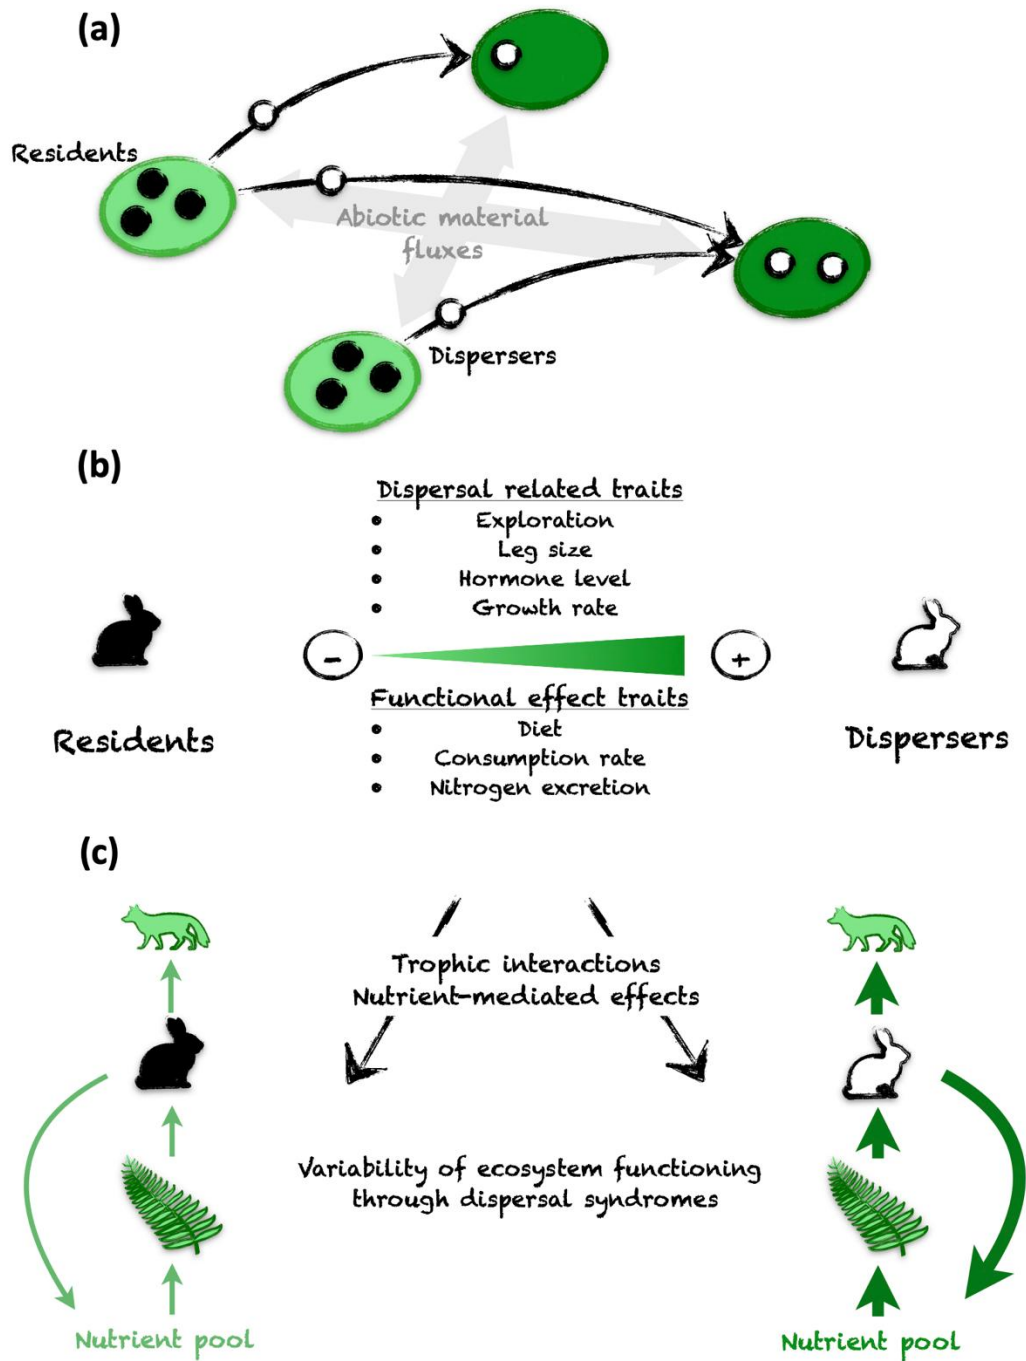 (a)
Residents
Abiotic material
fluxes
Dispersers
(b)
Dispersal related traits
• Exploration
• Leg size
• Hormone level
• Growth rate
- +
Functional effect traits
Residents
Dispersers
• Diet
• Consumption rate
• Nitrogen excretion
(c)
Trophic interactions
Nutrient-mediated effects
Variability of ecosystem functioning
through dispersal syndromes
Nutrient pool
Nutrient pool